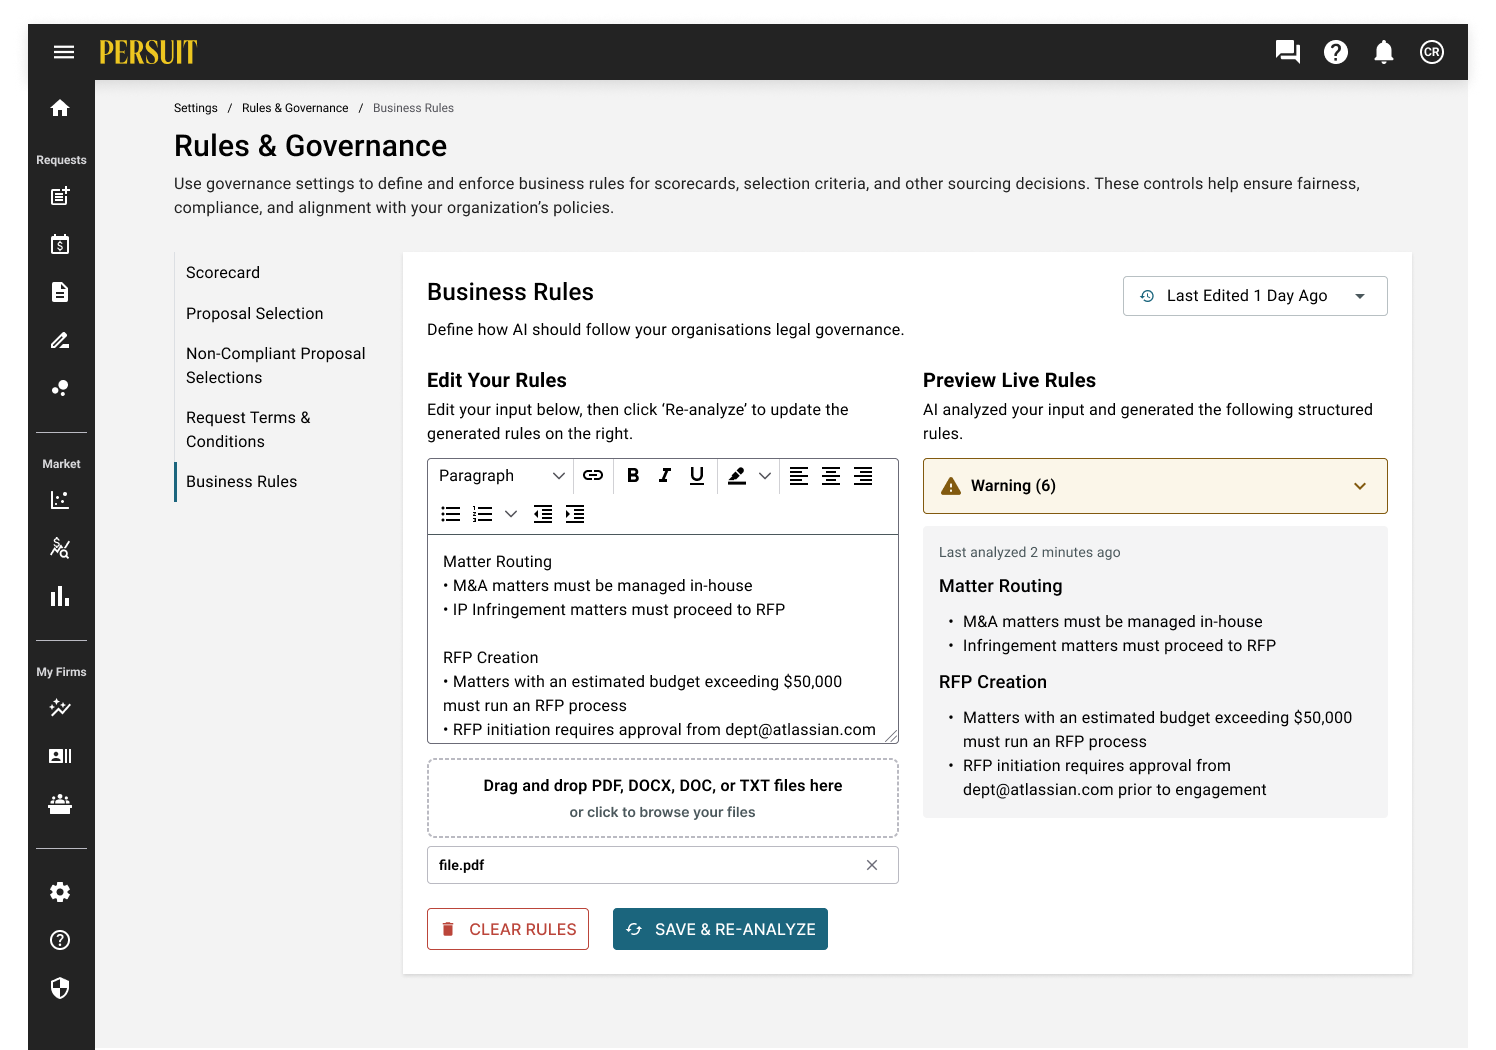 PERSUIT
CR
Settings / Rules & Governance / Business Rules
Rules & Governance
Use governance settings to define and enforce business rules for scorecards, selection criteria, and other sourcing decisions. These controls help ensure fairness,
compliance, and alignment with your organization’s policies.
Requests
Market
My Firms
Scorecard
Proposal Selection
Non-Compliant Proposal
Selections
Request Terms &
Conditions
Business Rules
Business Rules
Last Edited 1 Day Ago
Define how AI should follow your organisations legal governance.
Edit Your Rules
Edit your input below, then click ‘Re-analyze’ to update the
generated rules on the right.
Paragraph
B I U
Matter Routing
• M&A matters must be managed in-house
• IP Infringement matters must proceed to RFP
RFP Creation
• Matters with an estimated budget exceeding $50,000
must run an RFP process
• RFP initiation requires approval from dept@atlassian.com
Drag and drop PDF, DOCX, DOC, or TXT files here
or click to browse your files
file.pdf
CLEAR RULES
SAVE & RE-ANALYZE
Preview Live Rules
AI analyzed your input and generated the following structured
rules.
Warning (6)
Last analyzed 2 minutes ago
Matter Routing
• M&A matters must be managed in-house
• Infringement matters must proceed to RFP
RFP Creation
• Matters with an estimated budget exceeding $50,000
must run an RFP process
• RFP initiation requires approval from
dept@atlassian.com prior to engagement